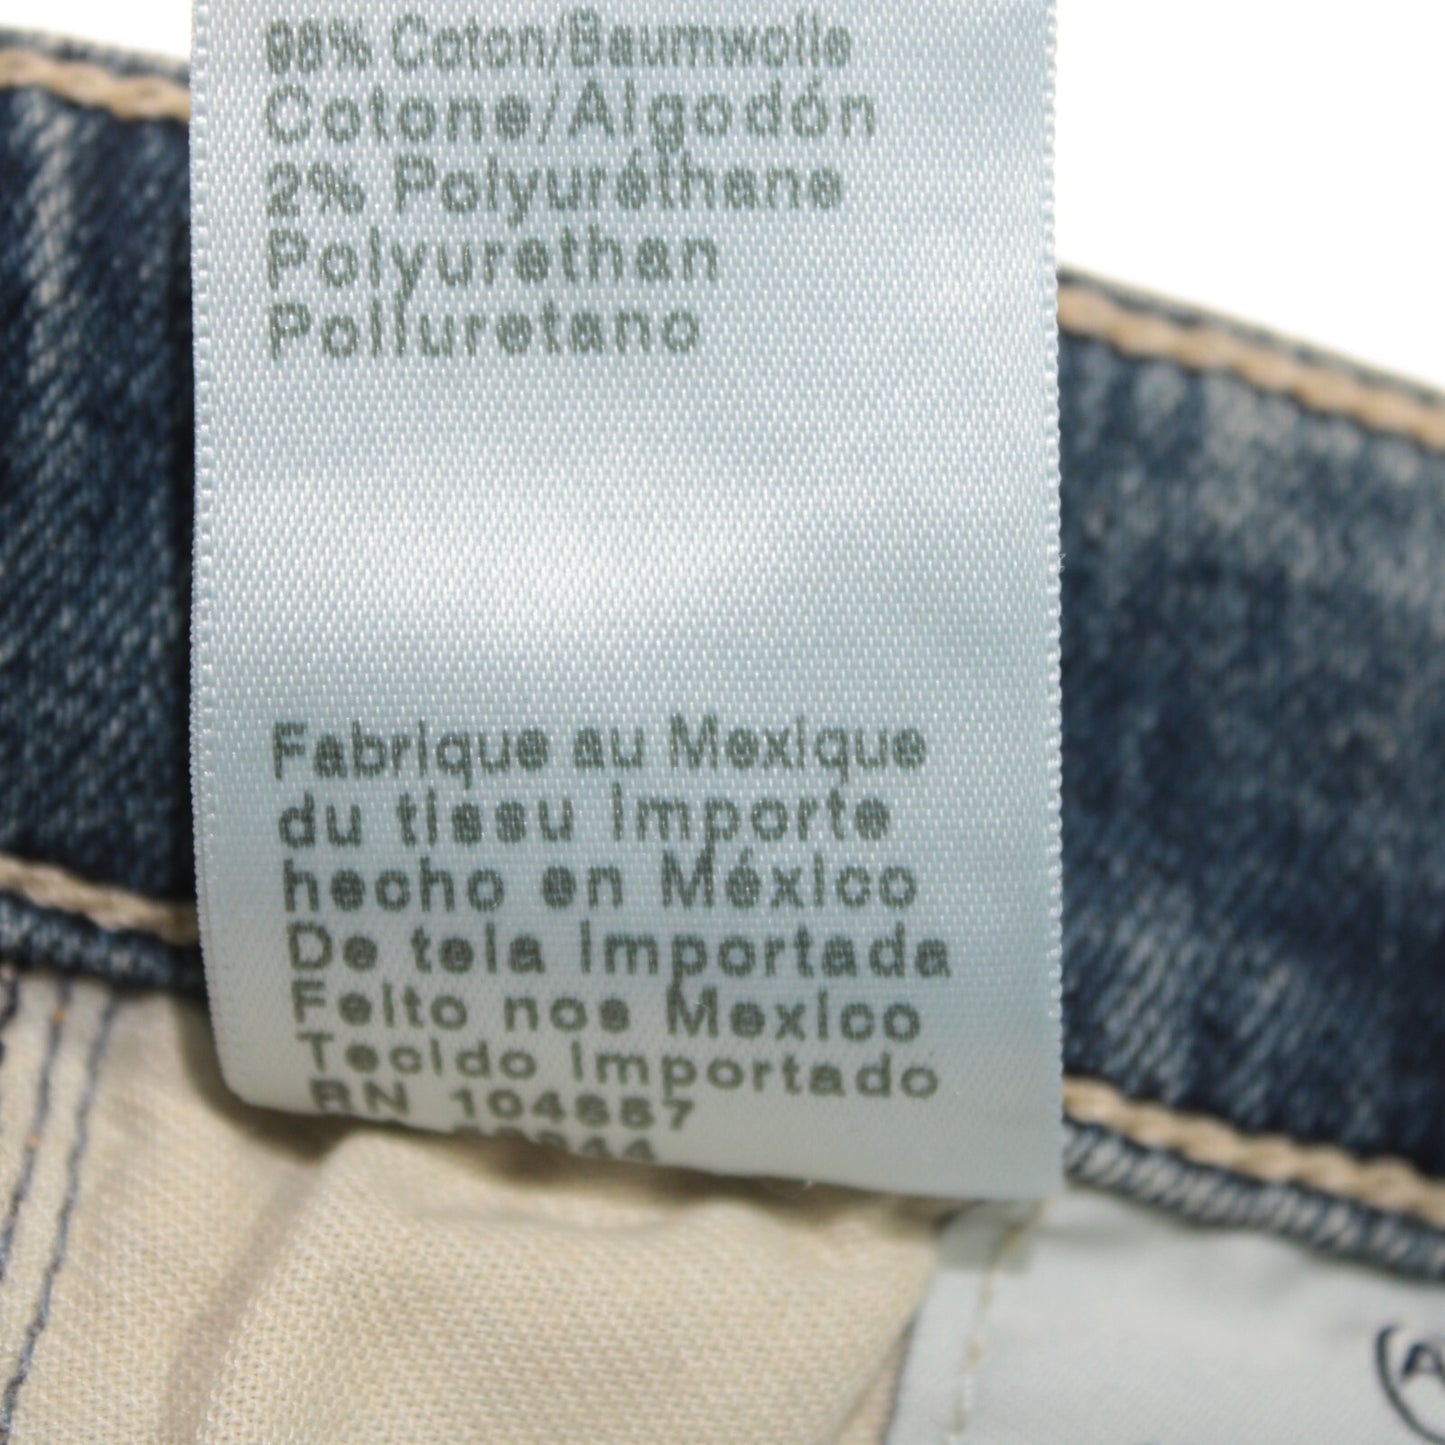 98% Coton/Baumwolle
Cotone/Algodón
2% Polyuréthane
Polyurethan
Poliuretano
Fabrique au Mexique
du tissu importe
hecho en México
De tela importada
Feito nos Mexico
Tecido importado
RN 104657